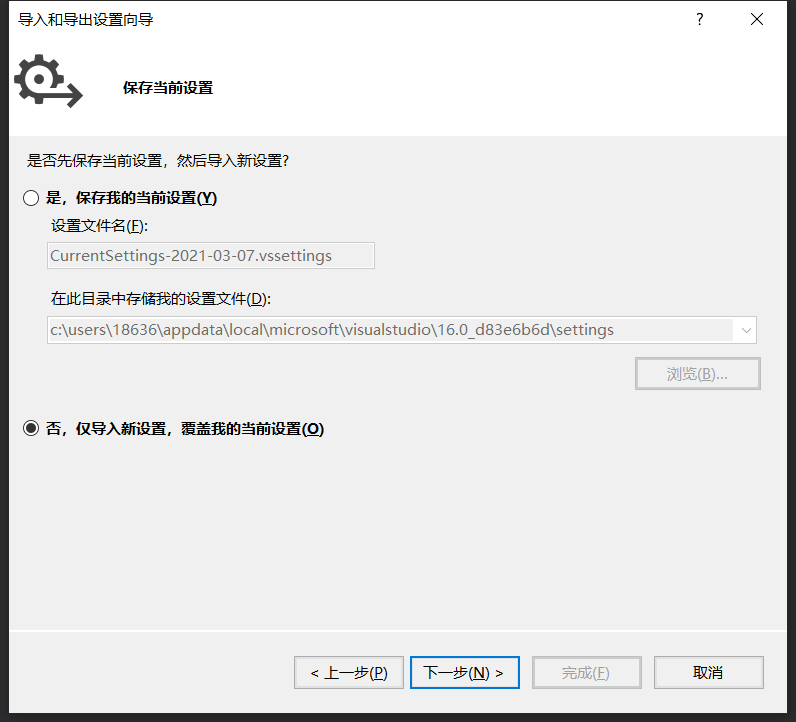 导入和导出设置向导
?
保存当前设置
是否先保存当前设置，然后导入新设置?
是，保存我的当前设置(Y)
设置文件名(F):
CurrentSettings-2021-03-07.vssettings
在此目录中存储我的设置文件(D):
c:\users\18636\appdata\local\microsoft\visualstudio\16.0_d83e6b6d\settings
浏览(B)...
否，仅导入新设置，覆盖我的当前设置(O)
< 上一步(P) 下一步(N) > 完成(F) 取消